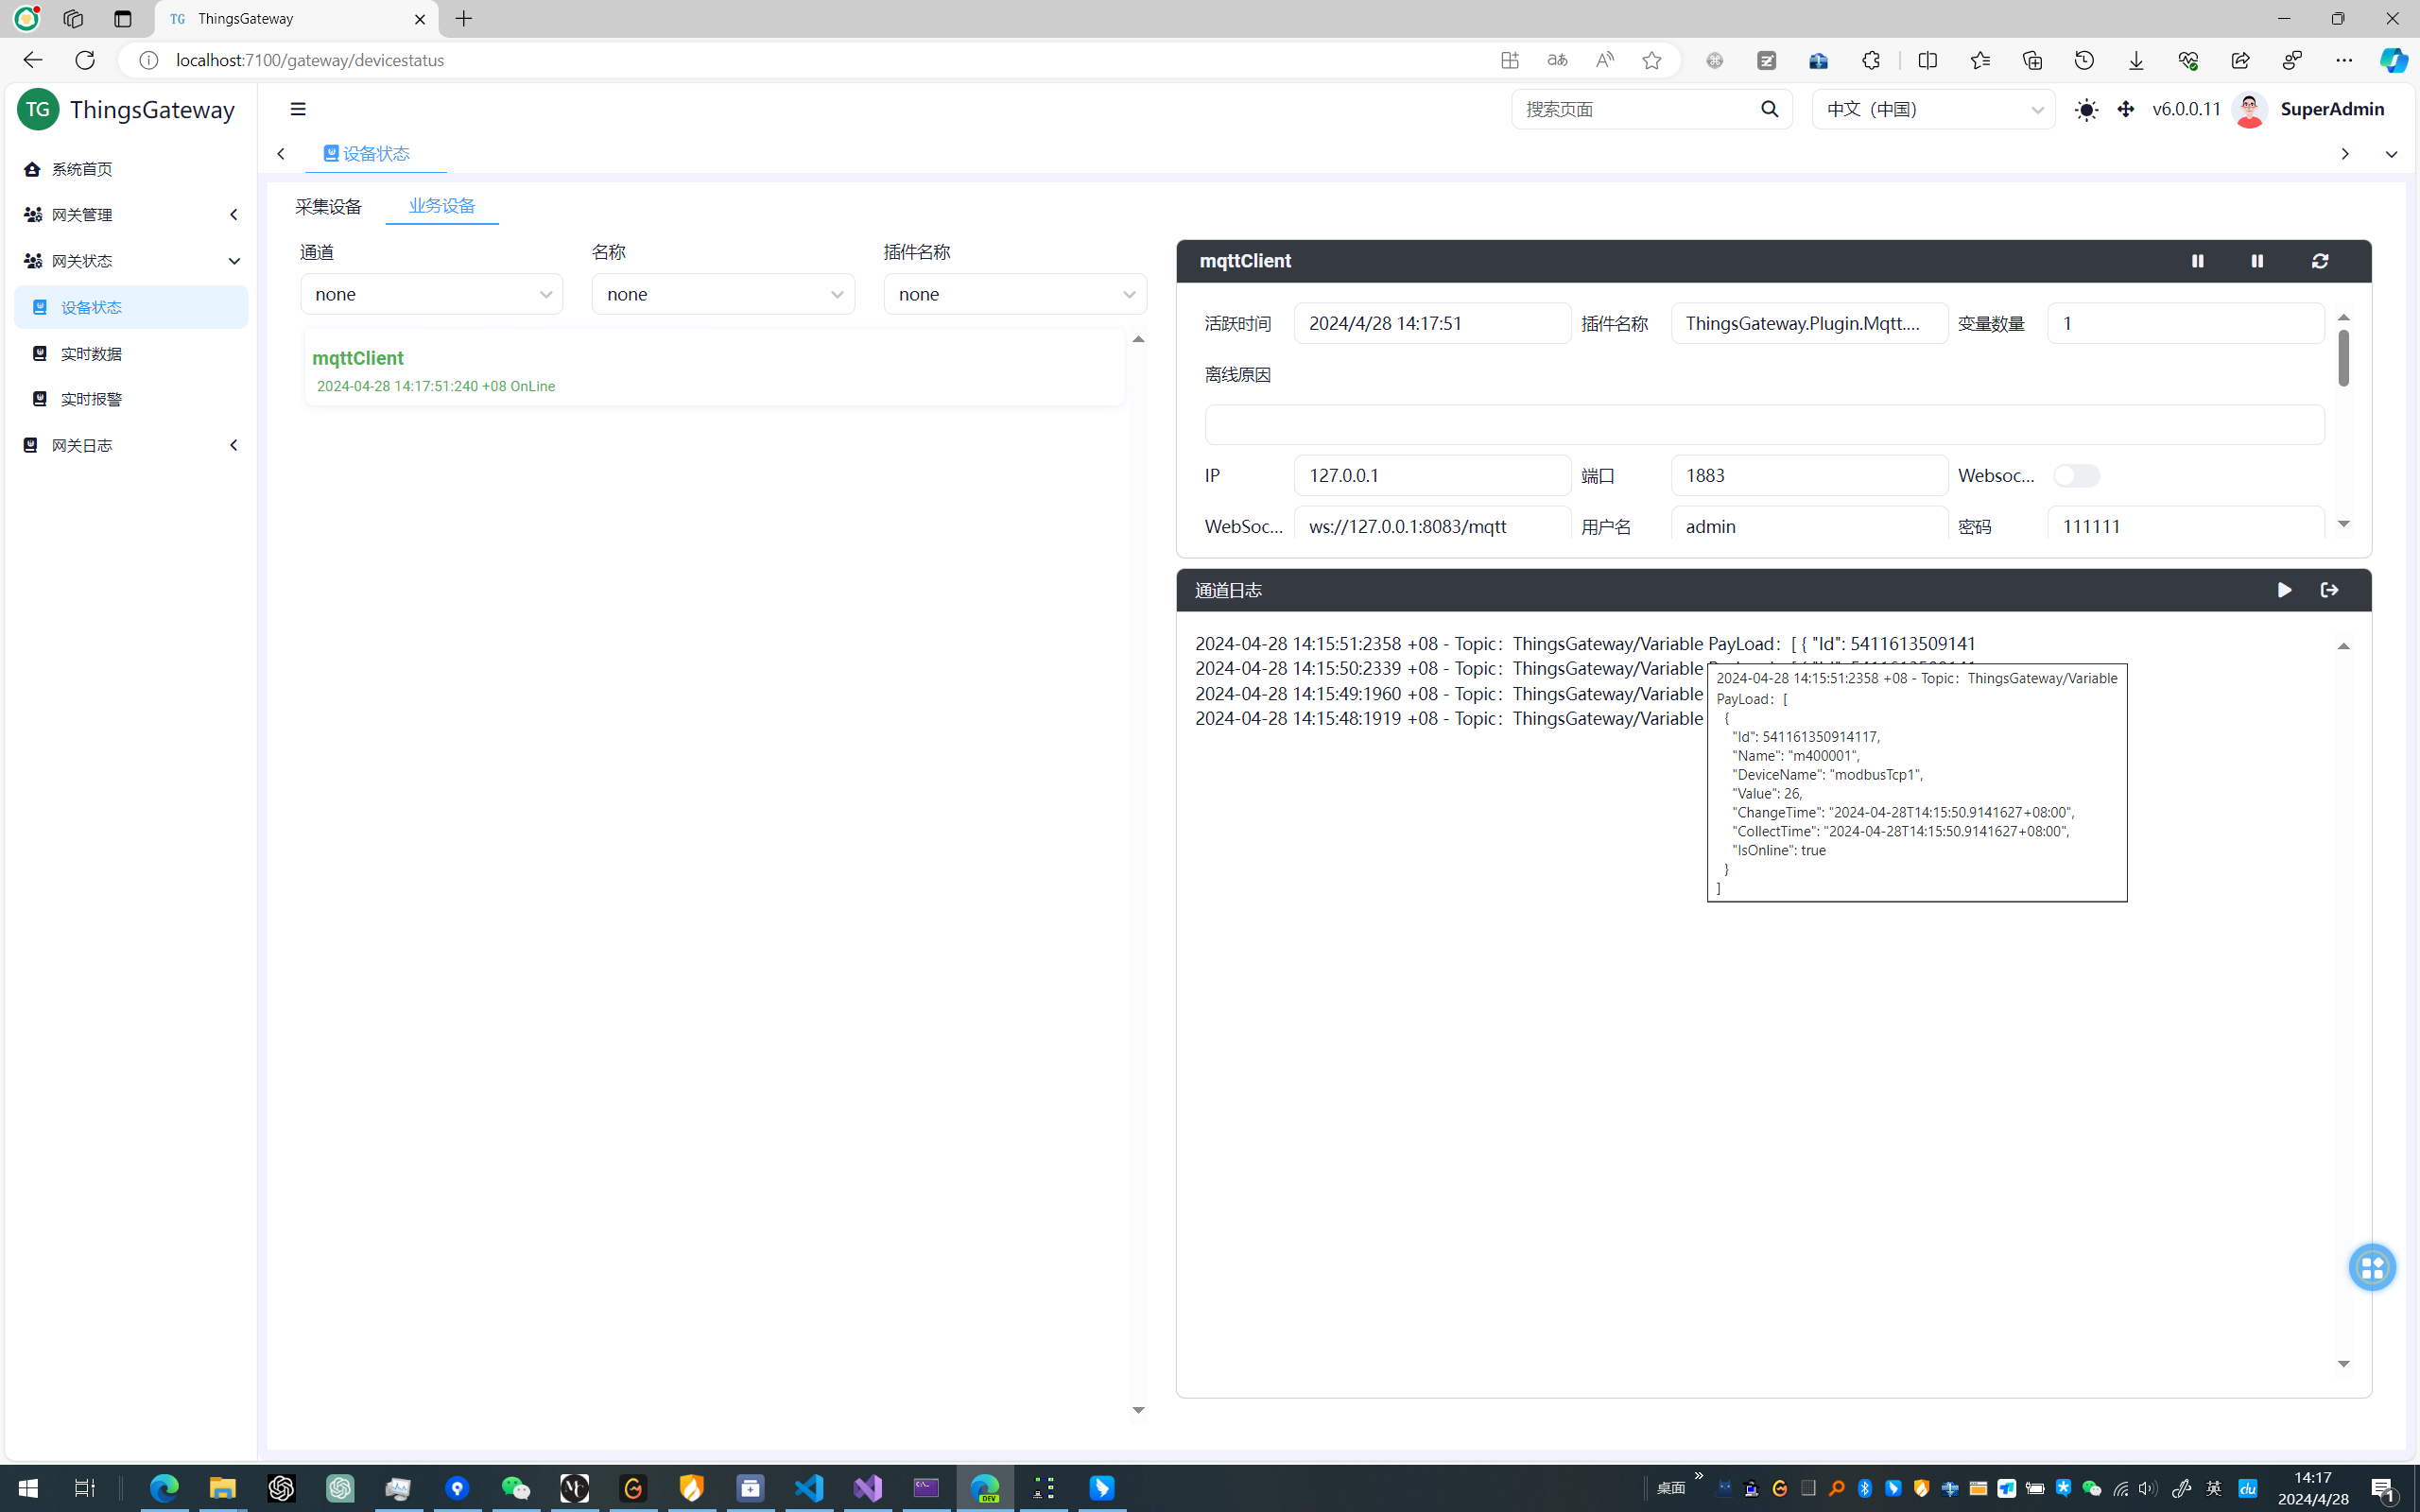 TG ThingsGateway
localhost:7100/gateway/devicestatus
TG ThingsGateway
搜索页面
中文（中国）
v6.0.0.11
SuperAdmin
设备状态
系统首页
网关管理
网关状态
设备状态
实时数据
实时报警
网关日志
采集设备
业务设备
通道
名称
插件名称
none
none
none
mqttClient
2024-04-28 14:17:51:240 +08 OnLine
mqttClient
活跃时间 2024/4/28 14:17:51 插件名称 ThingsGateway.Plugin.Mqtt.... 变量数量 1
离线原因
IP 127.0.0.1 端口 1883 Websoc...
WebSoc... ws://127.0.0.1:8083/mqtt 用户名 admin 密码 111111
通道日志
2024-04-28 14:15:51:2358 +08 - Topic：ThingsGateway/Variable PayLoad：[ { "Id": 5411613509141
2024-04-28 14:15:50:2339 +08 - Topic：ThingsGateway/Variable
2024-04-28 14:15:49:1960 +08 - Topic：ThingsGateway/Variable
2024-04-28 14:15:48:1919 +08 - Topic：ThingsGateway/Variable
2024-04-28 14:15:51:2358 +08 - Topic：ThingsGateway/Variable
PayLoad：[
{
"Id": 541161350914117,
"Name": "m400001",
"DeviceName": "modbusTcp1",
"Value": 26,
"ChangeTime": "2024-04-28T14:15:50.9141627+08:00",
"CollectTime": "2024-04-28T14:15:50.9141627+08:00",
"IsOnline": true
}
]
DEV
桌面
英
du
14:17
2024/4/28
1